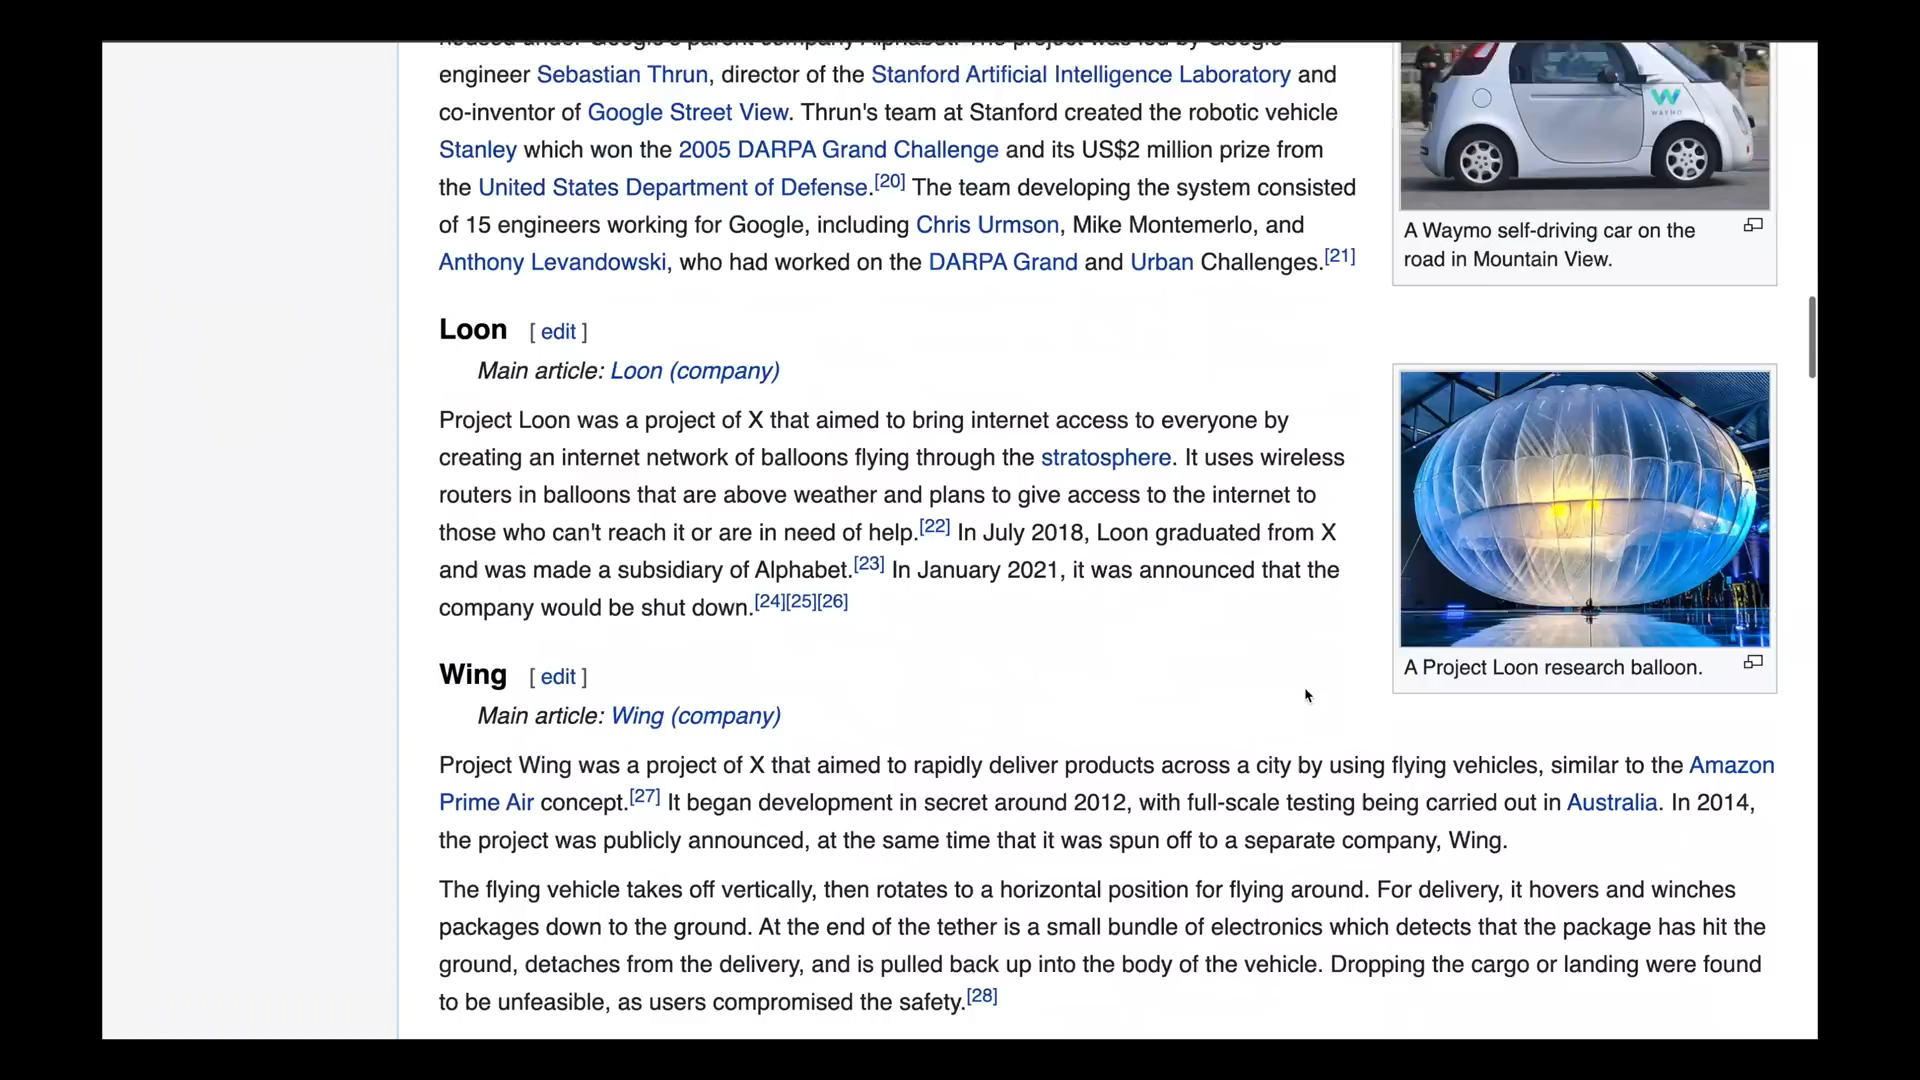 engineer Sebastian Thrun, director of the Stanford Artificial Intelligence Laboratory and
co-inventor of Google Street View. Thrun's team at Stanford created the robotic vehicle
Stanley which won the 2005 DARPA Grand Challenge and its US$2 million prize from
the United States Department of Defense.[20] The team developing the system consisted
of 15 engineers working for Google, including Chris Urmson, Mike Montemerlo, and
Anthony Levandowski, who had worked on the DARPA Grand and Urban Challenges.[21]
WAYMO
A Waymo self-driving car on the
road in Mountain View.
Loon [ edit ]
Main article: Loon (company)
Project Loon was a project of X that aimed to bring internet access to everyone by
creating an internet network of balloons flying through the stratosphere. It uses wireless
routers in balloons that are above weather and plans to give access to the internet to
those who can't reach it or are in need of help.[22] In July 2018, Loon graduated from X
and was made a subsidiary of Alphabet.[23] In January 2021, it was announced that the
company would be shut down.[24][25][26]
A Project Loon research balloon.
Wing [ edit ]
Main article: Wing (company)
Project Wing was a project of X that aimed to rapidly deliver products across a city by using flying vehicles, similar to the Amazon
Prime Air concept.[27] It began development in secret around 2012, with full-scale testing being carried out in Australia. In 2014,
the project was publicly announced, at the same time that it was spun off to a separate company, Wing.
The flying vehicle takes off vertically, then rotates to a horizontal position for flying around. For delivery, it hovers and winches
packages down to the ground. At the end of the tether is a small bundle of electronics which detects that the package has hit the
ground, detaches from the delivery, and is pulled back up into the body of the vehicle. Dropping the cargo or landing were found
to be unfeasible, as users compromised the safety.[28]